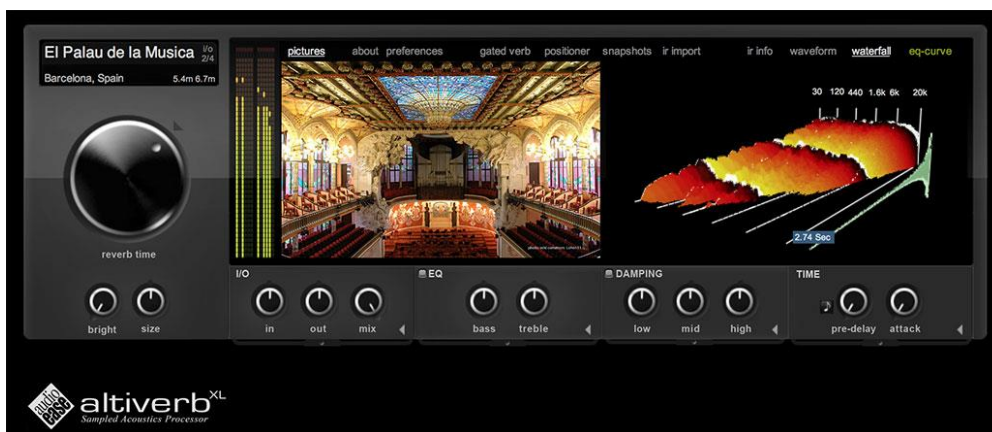 El Palau de la Musica I/o 2/4
Barcelona, Spain 5.4m 6.7m
pictures about preferences gated verb positioner snapshots ir import ir info waveform waterfall eq-curve
30 120 440 1.6k 6k 20k
2.74 Sec
reverb time
bright size
I/O EQ DAMPING TIME
in out mix bass treble low mid high pre-delay attack
audio ease
altiverb XL
Sampled Acoustics Processor